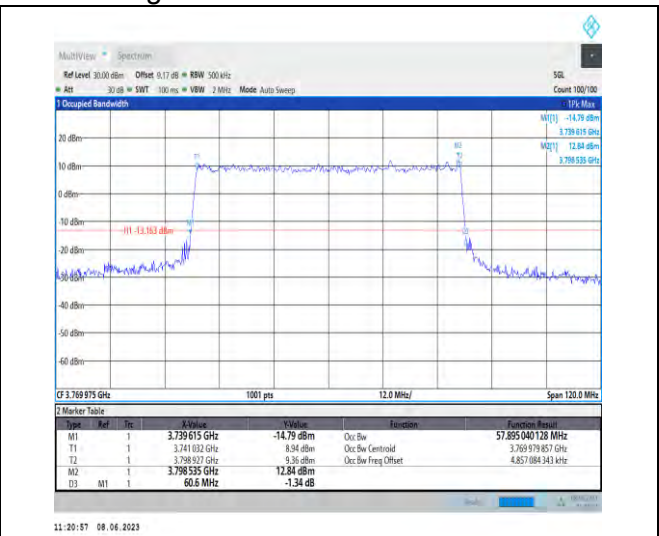 MultiView Spectrum
Ref Level 30.00 dBm Offset 9.17 dB RBW 500 kHz SGL
Att 30 dB SWT 100 ms VBW 2 MHz Mode Auto Sweep Count 100/100
1 Occupied Bandwidth 1Pk Max
M1[1] -14.79 dBm
3.739 615 GHz
20 dBm M2[1] 12.84 dBm
3.798 535 GHz
M2
T1
10 dBm
0 dBm
-10 dBm
H1 -13.163 dBm
-20 dBm
-30 dBm
-40 dBm
-50 dBm
-60 dBm
CF 3.769 975 GHz 1001 pts 12.0 MHz/ Span 120.0 MHz
2 Marker Table
Type Ref Trc X-Value Y-Value Function Function Result
M1 1 3.739 615 GHz -14.79 dBm Occ Bw 57.895 040 128 MHz
T1 1 3.741 032 GHz 8.94 dBm Occ Bw Centroid 3.769 979 857 GHz
T2 1 3.798 927 GHz 9.36 dBm Occ Bw Freq Offset 4.857 084 343 kHz
M2 1 3.798 535 GHz 12.84 dBm
D3 M1 1 60.6 MHz -1.34 dB
11:20:57 08.06.2023